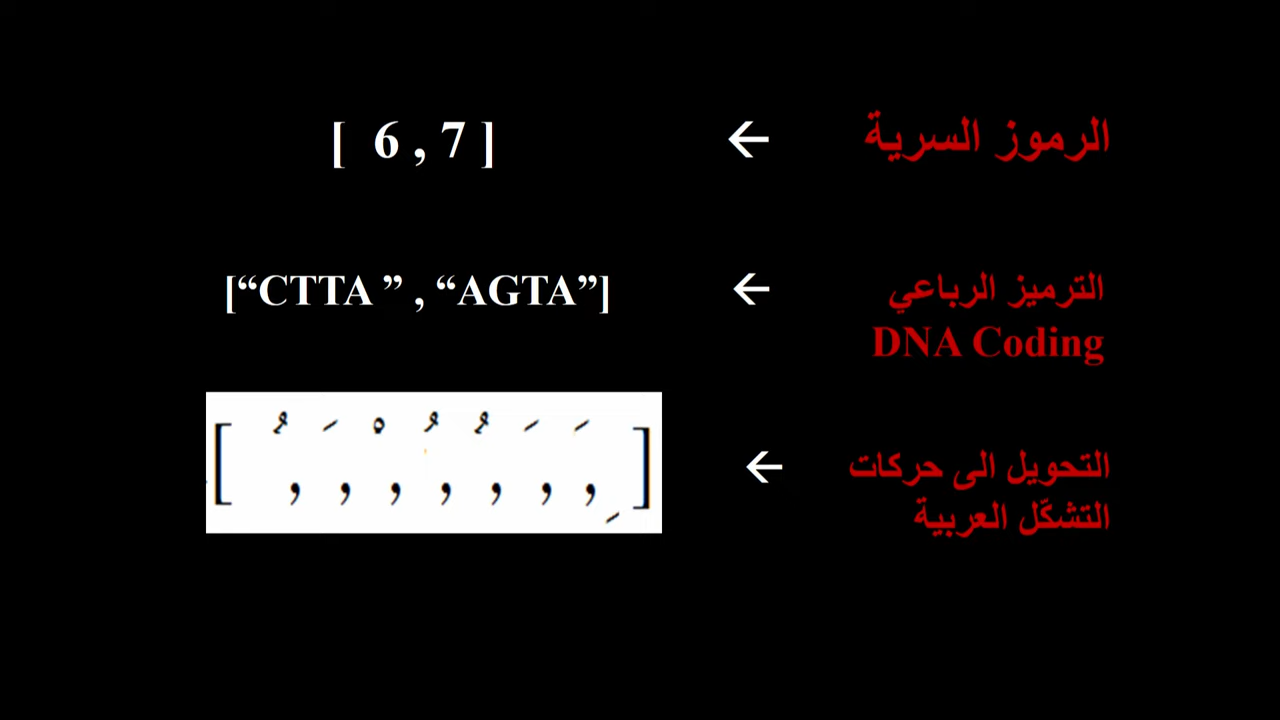 الرموز السرية ← [ 6 , 7 ]
الترميز الرباعي ← [“CTTA ” , “AGTA”]
DNA Coding
التحويل الى حركات ← [ ُ , َ , ْ , ُ , ُ , َ , َ , ِ ]
التشكّل العربية